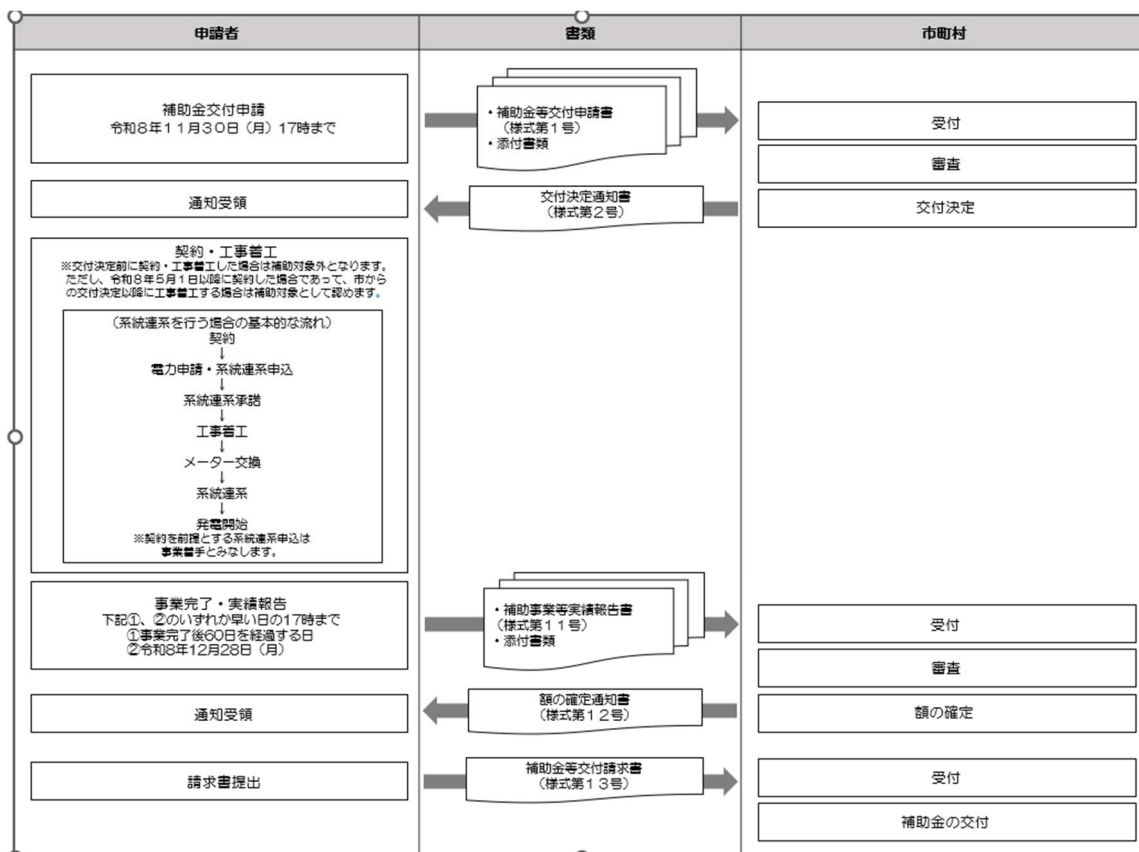 申請者
書類
市町村
補助金交付申請
令和8年11月30日（月）17時まで
・補助金等交付申請書
（様式第1号）
・添付書類
受付
審査
通知受領
交付決定通知書
（様式第2号）
交付決定
契約・工事着工
※交付決定前に契約・工事着工した場合は補助対象外となります。
ただし、令和8年5月1日以降に契約した場合であって、市から
の交付決定以降に工事着工する場合は補助対象として認めます。
（系統連系を行う場合の基本的な流れ）
契約
↓
電力申請・系統連系申込
↓
系統連系承諾
↓
工事着工
↓
メーター交換
↓
系統連系
↓
発電開始
※契約を前提とする系統連系申込は
事業着手とみなします。
事業完了・実績報告
下記①、②のいずれか早い日の17時まで
①事業完了後60日を経過する日
②令和8年12月28日（月）
・補助事業等実績報告書
（様式第11号）
・添付書類
受付
審査
通知受領
額の確定通知書
（様式第12号）
額の確定
請求書提出
補助金等交付請求書
（様式第13号）
受付
補助金の交付